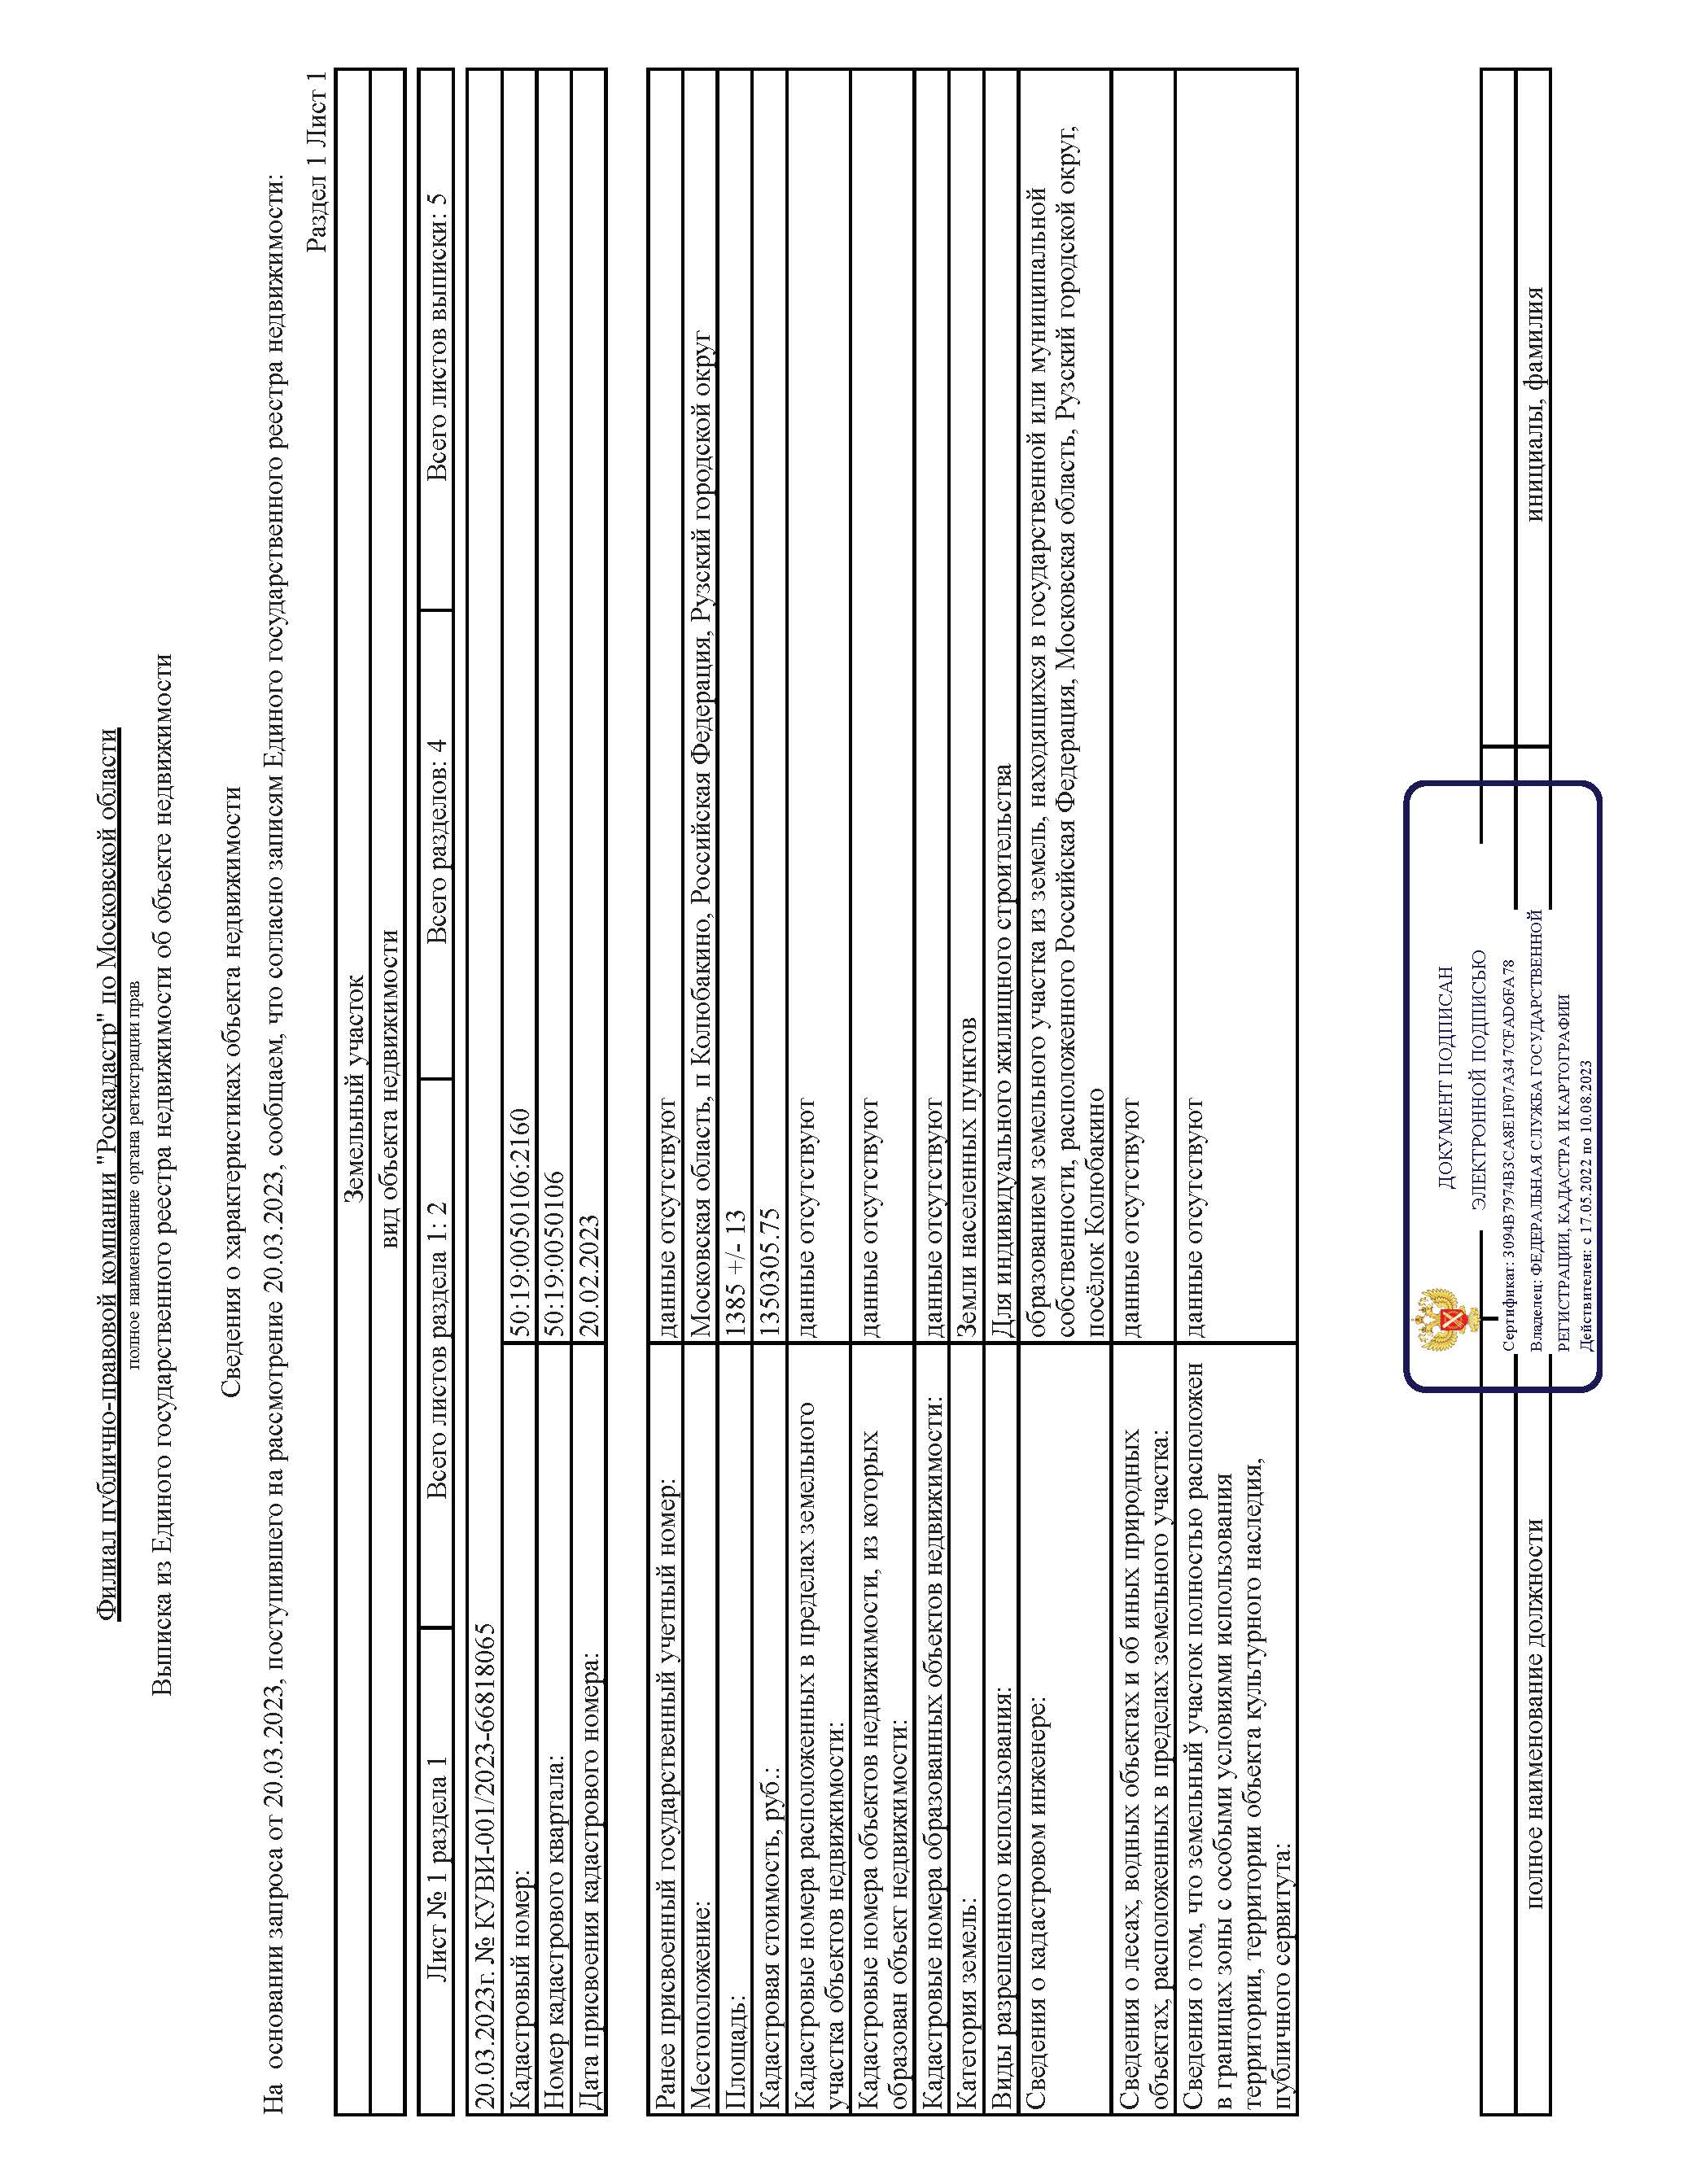 Филиал публично-правовой компании "Роскадастр" по Московской области
полное наименование органа регистрации прав
Выписка из Единого государственного реестра недвижимости об объекте недвижимости
Сведения о характеристиках объекта недвижимости
На основании запроса от 20.03.2023, поступившего на рассмотрение 20.03.2023, сообщаем, что согласно записям Единого государственного реестра недвижимости:
Раздел 1 Лист 1
Земельный участок
вид объекта недвижимости
Лист № 1 раздела 1 Всего листов раздела 1: 2 Всего разделов: 4 Всего листов выписки: 5
20.03.2023г. № КУВИ-001/2023-66818065
Кадастровый номер: 50:19:0050106:2160
Номер кадастрового квартала: 50:19:0050106
Дата присвоения кадастрового номера: 20.02.2023
Ранее присвоенный государственный учетный номер: данные отсутствуют
Местоположение: Московская область, п Колюбакино, Российская Федерация, Рузский городской округ
Площадь: 1385 +/- 13
Кадастровая стоимость, руб.: 1350305.75
Кадастровые номера расположенных в пределах земельного
участка объектов недвижимости:
данные отсутствуют
Кадастровые номера объектов недвижимости, из которых
образован объект недвижимости:
данные отсутствуют
Кадастровые номера образованных объектов недвижимости: данные отсутствуют
Категория земель: Земли населенных пунктов
Виды разрешенного использования: Для индивидуального жилищного строительства
Сведения о кадастровом инженере:
образованием земельного участка из земель, находящихся в государственной или муниципальной
собственности, расположенного Российская Федерация, Московская область, Рузский городской округ,
посёлок Колюбакино
Сведения о лесах, водных объектах и об иных природных
объектах, расположенных в пределах земельного участка:
данные отсутствуют
Сведения о том, что земельный участок полностью расположен
в границах зоны с особыми условиями использования
территории, территории объекта культурного наследия,
публичного сервитута:
данные отсутствуют
ДОКУМЕНТ ПОДПИСАН
ЭЛЕКТРОННОЙ ПОДПИСЬЮ
Сертификат: 3094B7974B3CA8E1F07A347CFAD6FA78
Владелец: ФЕДЕРАЛЬНАЯ СЛУЖБА ГОСУДАРСТВЕННОЙ
РЕГИСТРАЦИИ, КАДАСТРА И КАРТОГРАФИИ
Действителен: с 17.05.2022 по 10.08.2023
полное наименование должности инициалы, фамилия